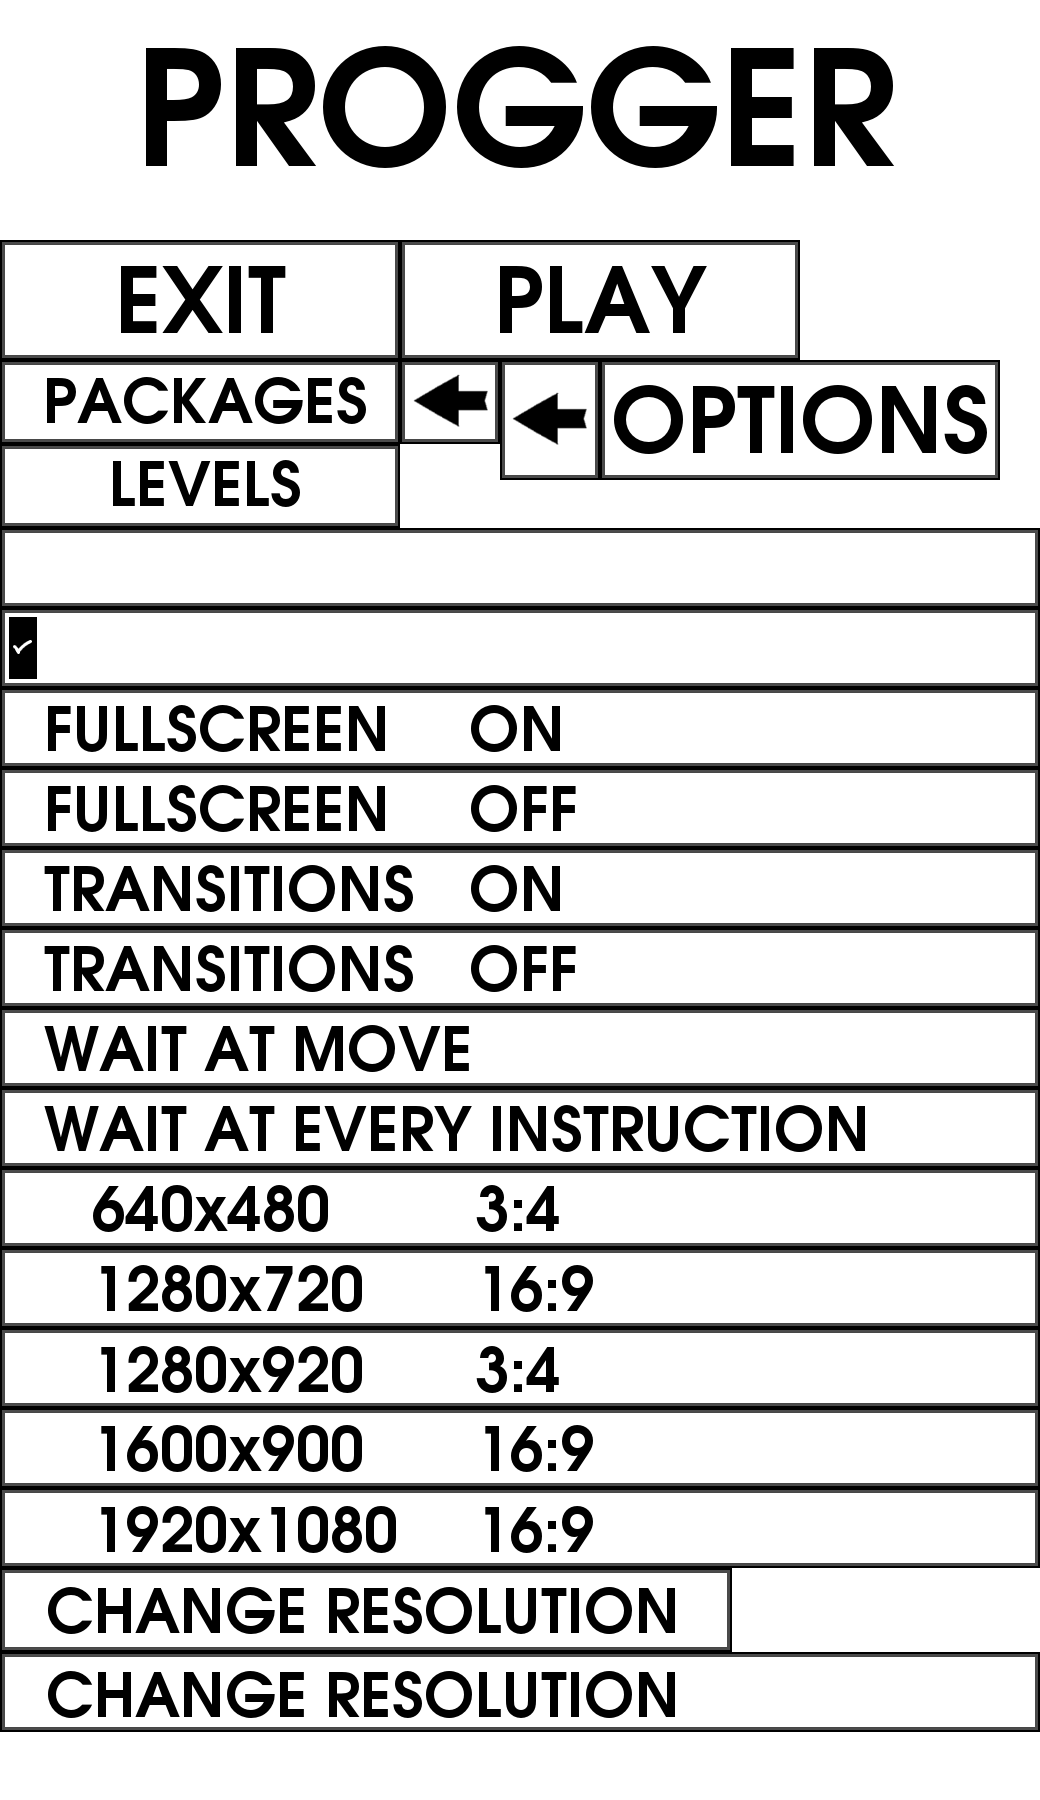 PROGGER
EXIT PLAY
PACKAGES OPTIONS
LEVELS
FULLSCREEN ON
FULLSCREEN OFF
TRANSITIONS ON
TRANSITIONS OFF
WAIT AT MOVE
WAIT AT EVERY INSTRUCTION
640x480 3:4
1280x720 16:9
1280x920 3:4
1600x900 16:9
1920x1080 16:9
CHANGE RESOLUTION
CHANGE RESOLUTION